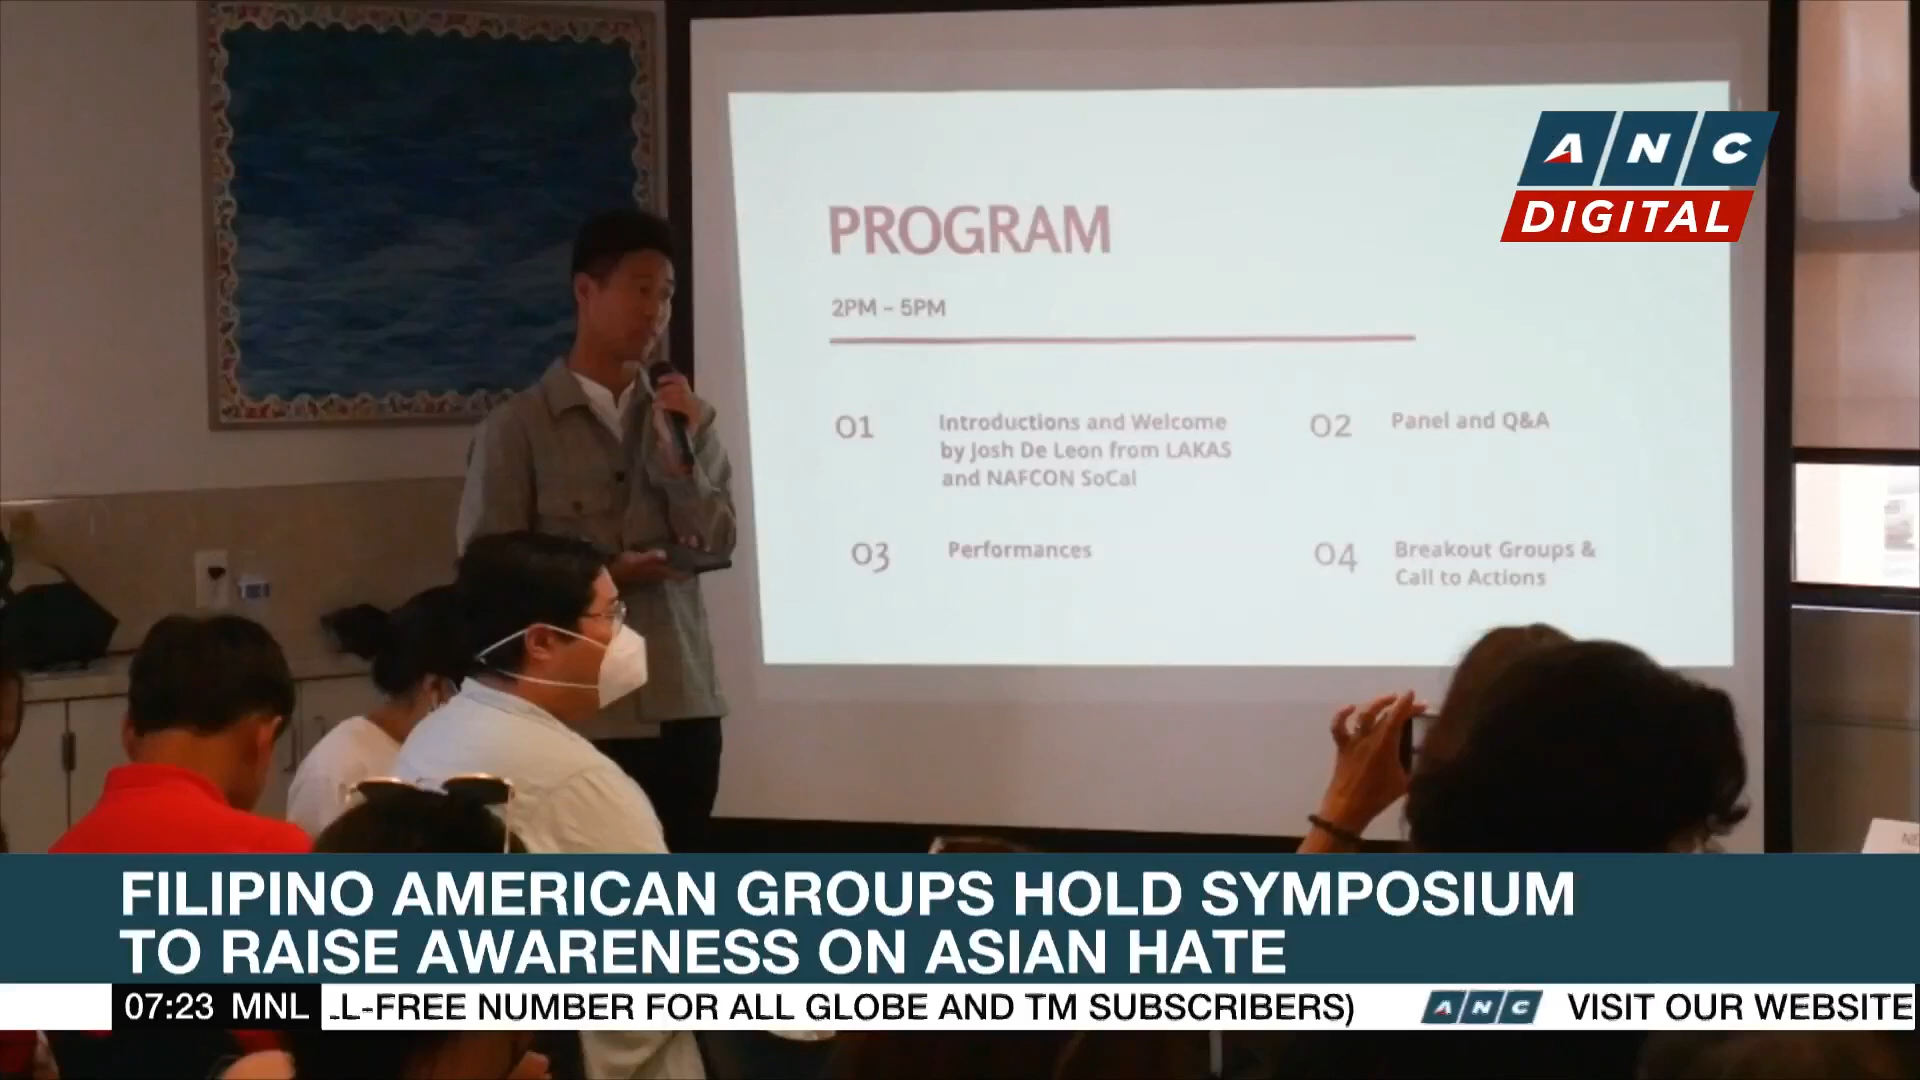 ANC
DIGITAL
PROGRAM
2PM - 5PM
01
Introductions and Welcome
by Josh De Leon from LAKAS
and NAFCON SoCal
02
Panel and Q&A
03
Performances
04
Breakout Groups &
Call to Actions
FILIPINO AMERICAN GROUPS HOLD SYMPOSIUM
TO RAISE AWARENESS ON ASIAN HATE
07:23 MNL
L-FREE NUMBER FOR ALL GLOBE AND TM SUBSCRIBERS) ANC VISIT OUR WEBSITE